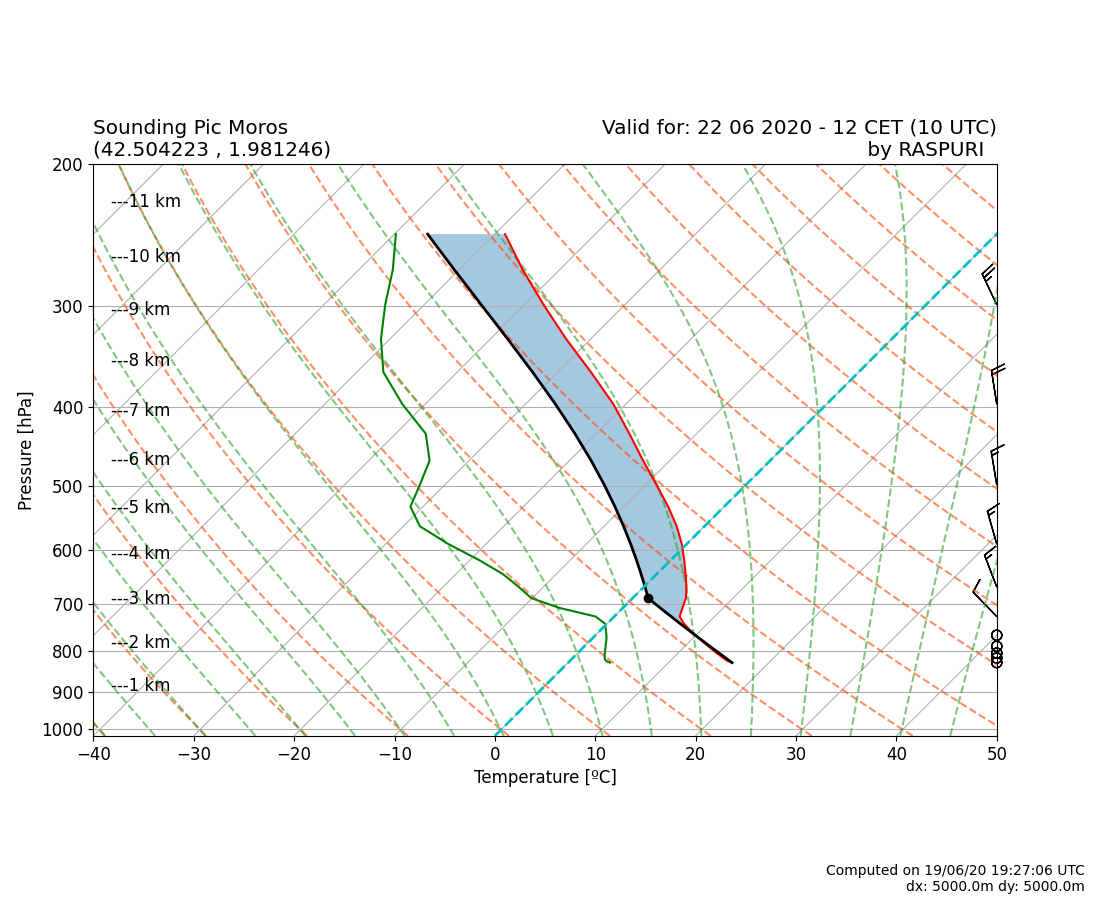 Sounding Pic Moros
(42.504223 , 1.981246)
Valid for: 22 06 2020 - 12 CET (10 UTC)
by RASPURI
200
---11 km
---10 km
300
---9 km
---8 km
400
---7 km
---6 km
500
---5 km
---4 km
600
---3 km
700
---2 km
800
---1 km
900
1000
Pressure [hPa]
−40 −30 −20 −10 0 10 20 30 40 50
Temperature [ºC]
Computed on 19/06/20 19:27:06 UTC
dx: 5000.0m dy: 5000.0m